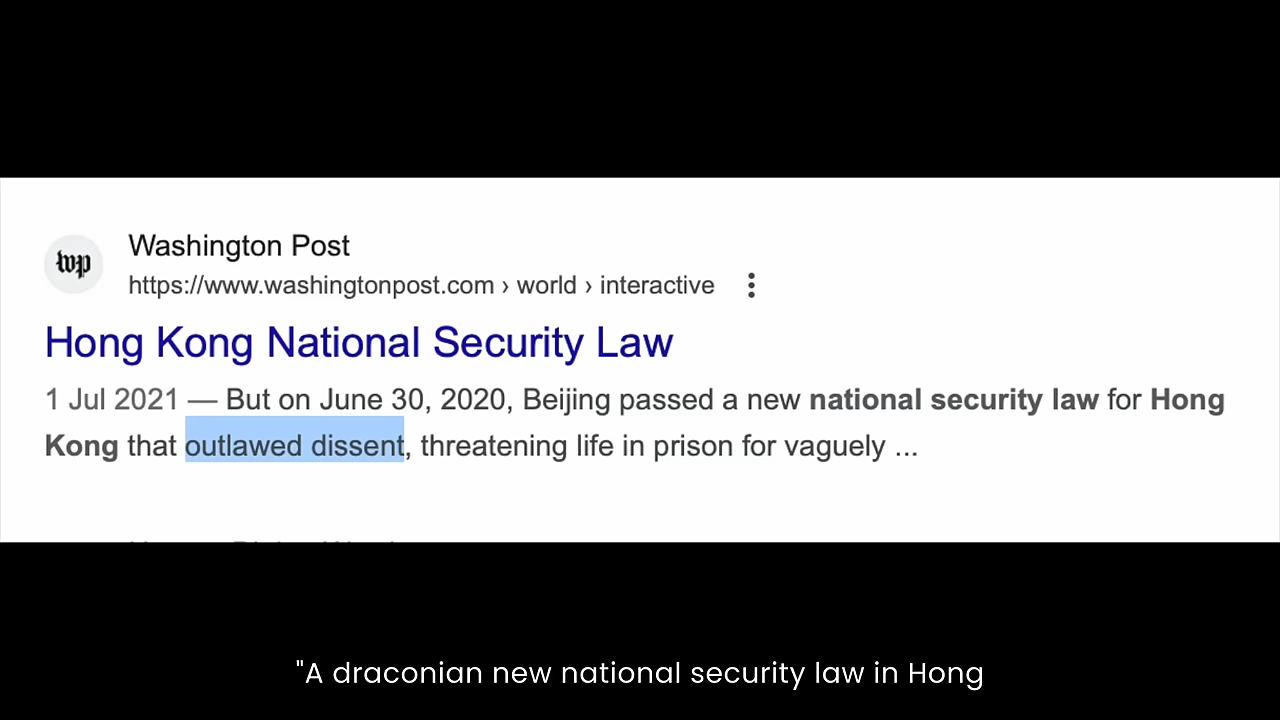 wp
Washington Post
https://www.washingtonpost.com › world › interactive
Hong Kong National Security Law
1 Jul 2021 — But on June 30, 2020, Beijing passed a new national security law for Hong
Kong that outlawed dissent, threatening life in prison for vaguely ...
"A draconian new national security law in Hong